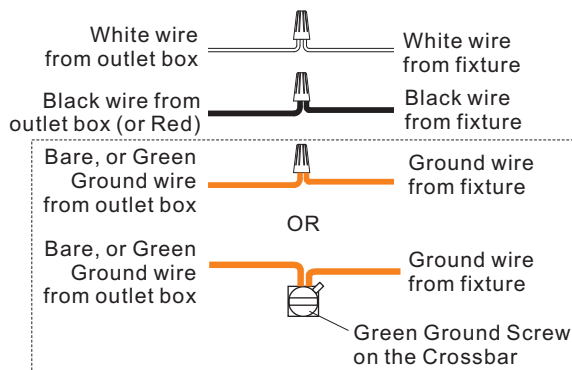 White wire
from outlet box
White wire
from fixture
Black wire from
outlet box (or Red)
Black wire
from fixture
Bare, or Green
Ground wire
from outlet box
Ground wire
from fixture
OR
Bare, or Green
Ground wire
from outlet box
Ground wire
from fixture
Green Ground Screw
on the Crossbar